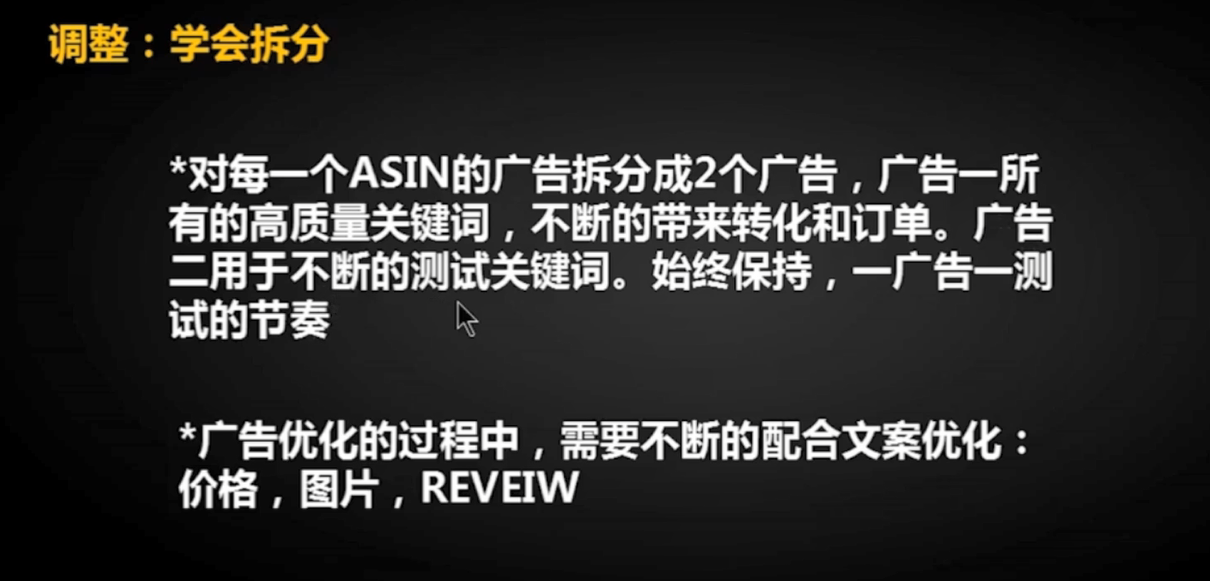 调整：学会拆分
*对每一个ASIN的广告拆分成2个广告，广告一所
有的高质量关键词，不断的带来转化和订单。广告
二用于不断的测试关键词。始终保持，一广告一测
试的节奏
*广告优化的过程中，需要不断的配合文案优化：
价格，图片，REVEIW